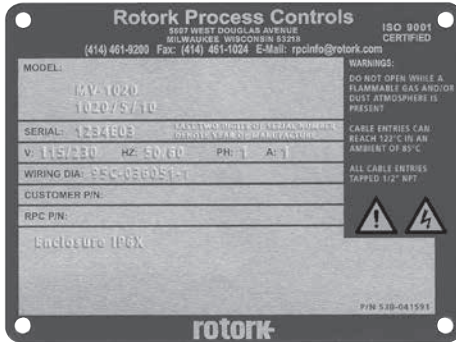 Rotork Process Controls
5607 WEST DOUGLAS AVENUE
MILWAUKEE WISCONSIN 53218
(414) 461-9200 Fax: (414) 461-1024 E-Mail: rpcinfo@rotork.com
ISO 9001
CERTIFIED
MODEL:
MV-1020
1020/5/10
SERIAL: 1234E03
LAST TWO DIGITS OF SERIAL NUMBER
DENOTE YEAR OF MANUFACTURE
V: 115/230 HZ: 50/60 PH: 1 A: 1
WIRING DIA: 95C-036051-1
CUSTOMER P/N:
RPC P/N:
Enclosure IP6X
WARNINGS:
DO NOT OPEN WHILE A
FLAMMABLE GAS AND/OR
DUST ATMOSPHERE IS
PRESENT
CABLE ENTRIES CAN
REACH 122°C IN AN
AMBIENT OF 85°C
ALL CABLE ENTRIES
TAPPED 1/2" NPT
P/N 53B-041591
rotork